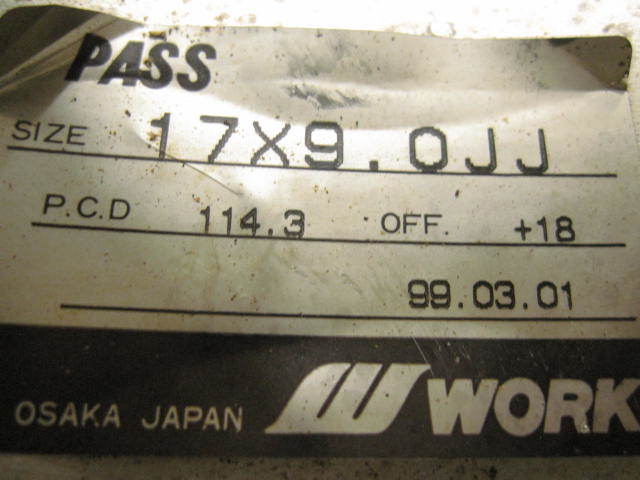 PASS
SIZE 17X9.0JJ
P.C.D 114.3 OFF. +18
99.03.01
OSAKA JAPAN WORK